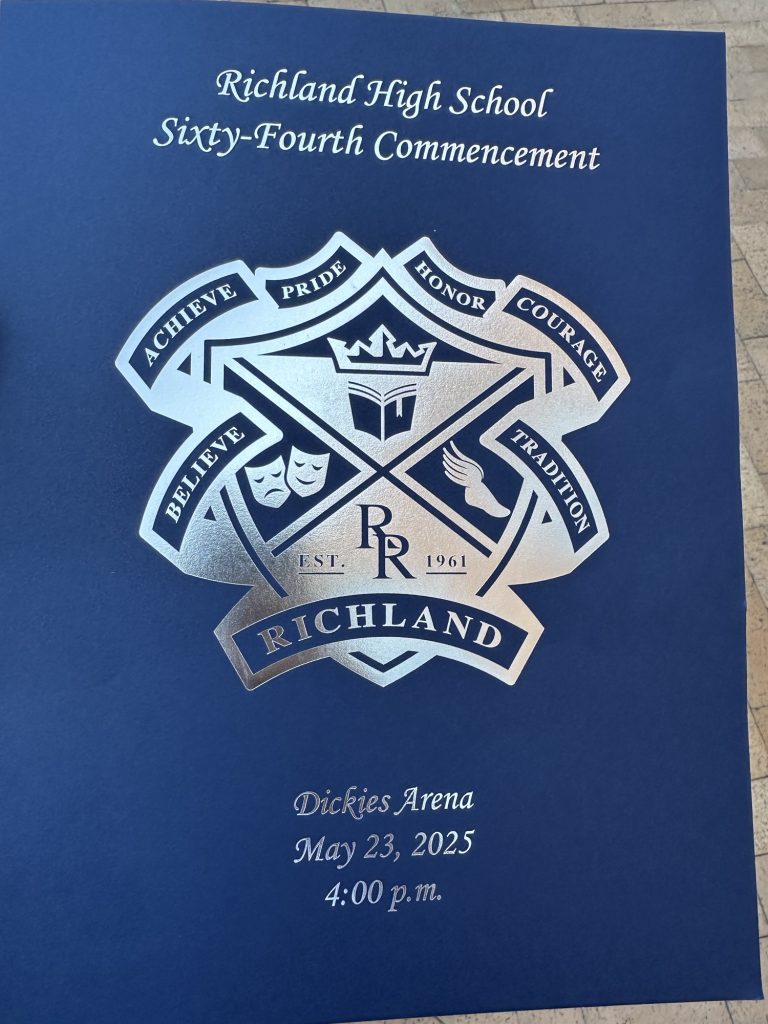 Richland High School
Sixty-Fourth Commencement
ACHIEVE
PRIDE
HONOR
COURAGE
BELIEVE
TRADITION
RR
EST. 1961
RICHLAND
Dickies Arena
May 23, 2025
4:00 p.m.